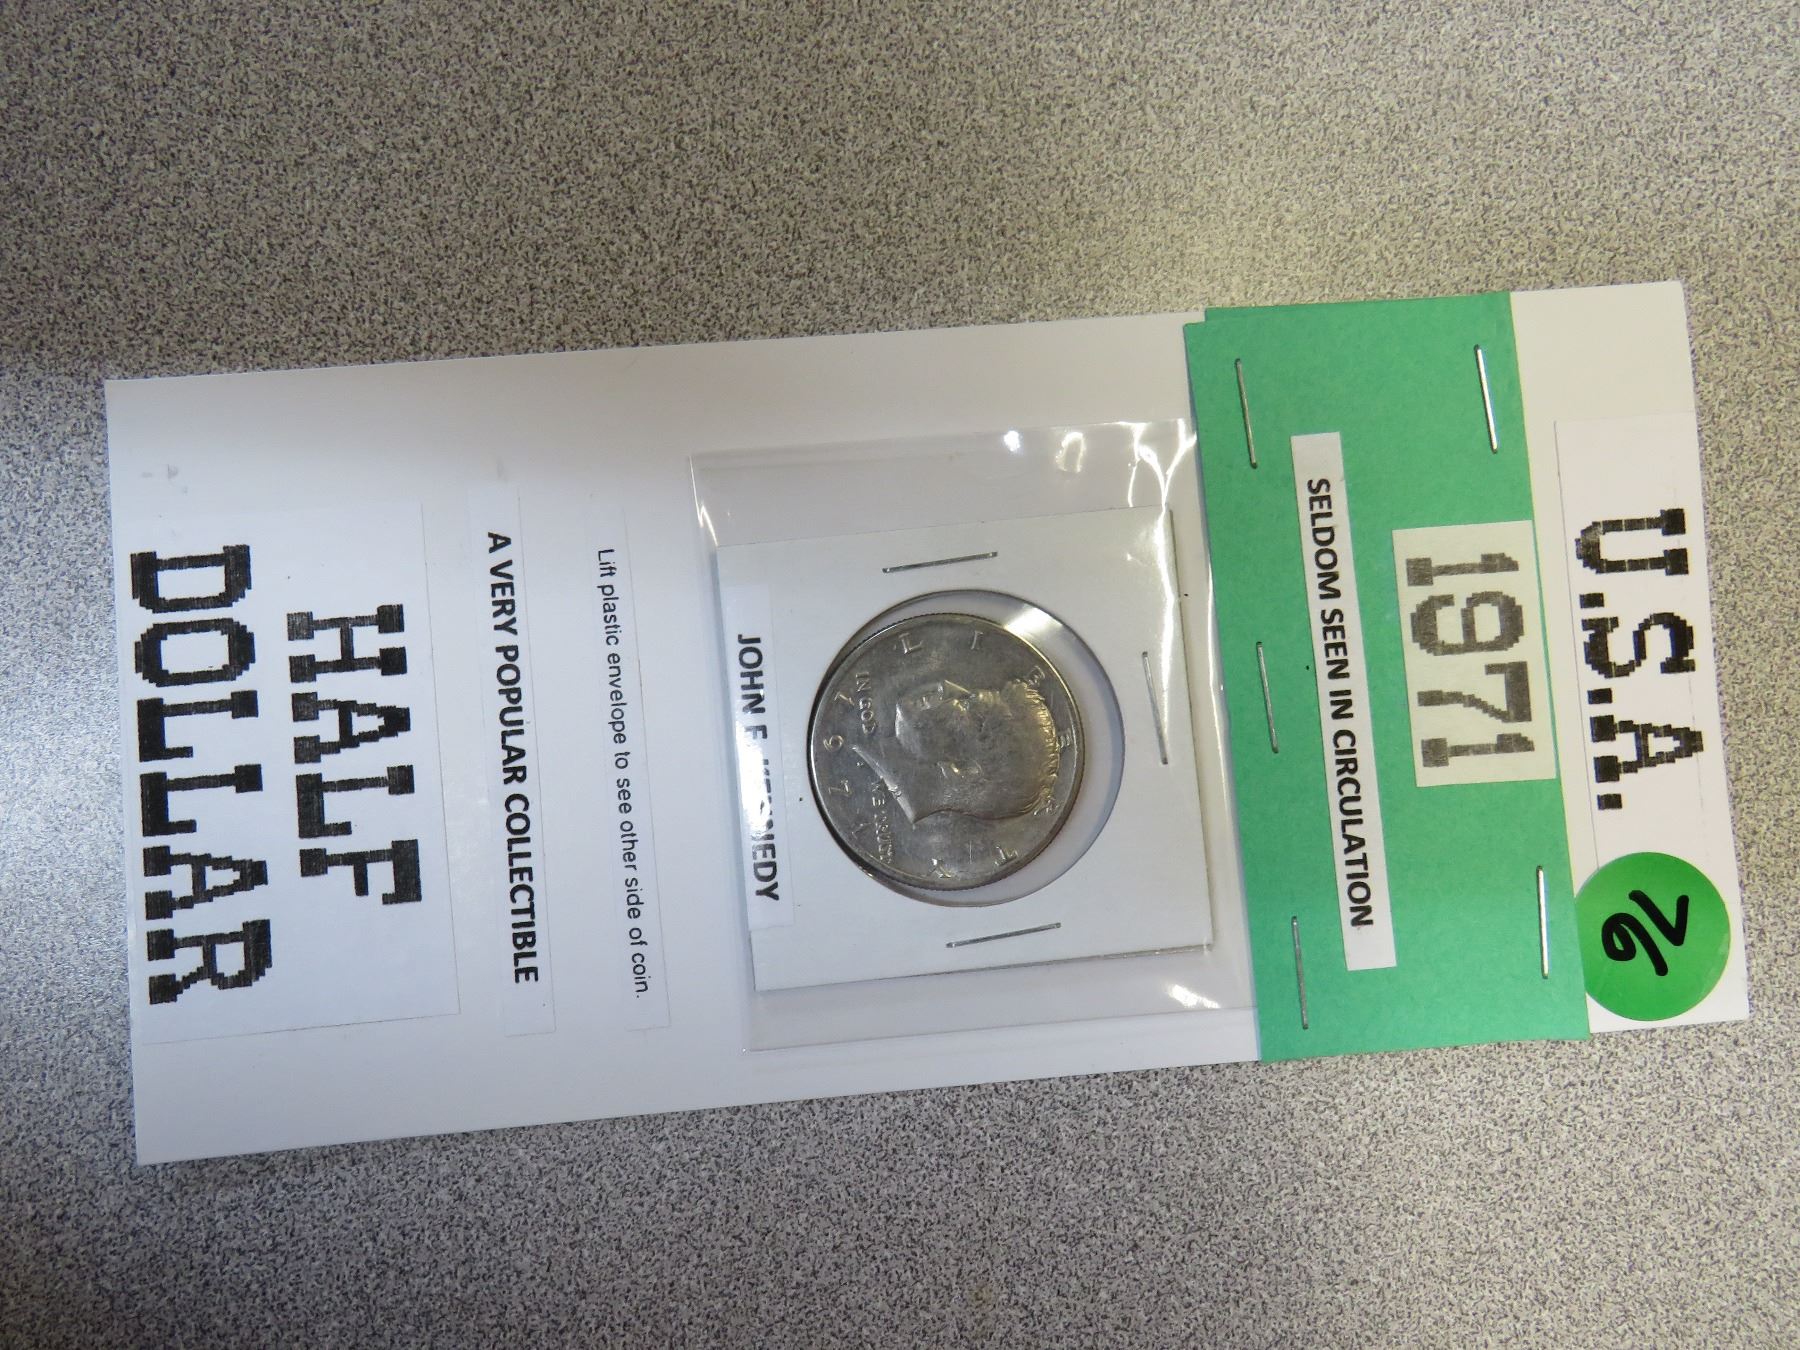 U.S.A.
76
1971
SELDOM SEEN IN CIRCULATION
LIBERTY
IN GOD WE TRUST
1971
JOHN F. KENNEDY
Lift plastic envelope to see other side of coin.
A VERY POPULAR COLLECTIBLE
HALF
DOLLAR